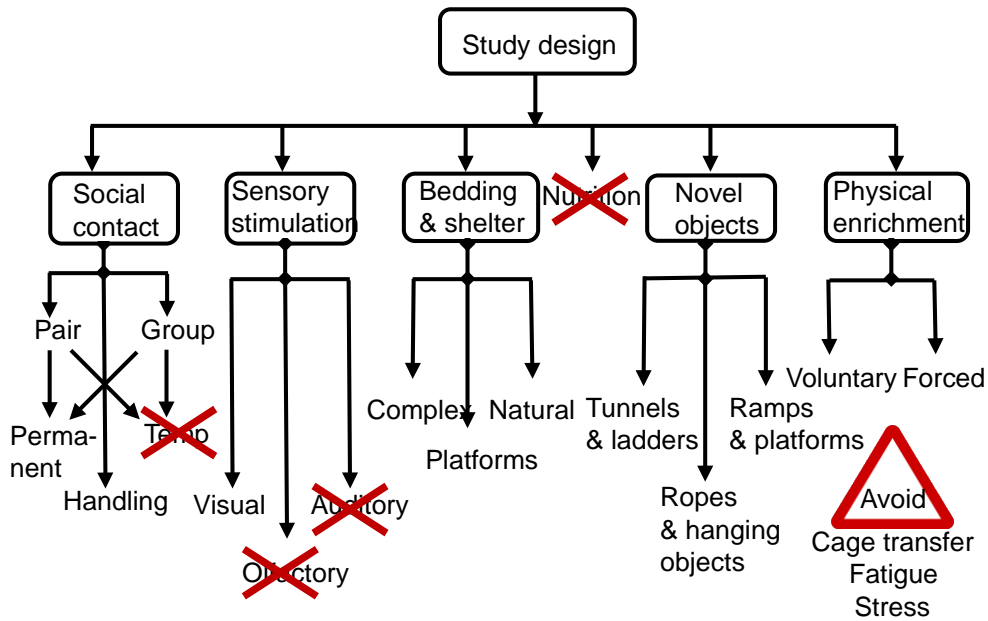 Study design
Social
contact
Sensory
stimulation
Bedding
& shelter
Nutrition
Novel
objects
Physical
enrichment
Pair
Group
Perma-
nent
Temp
Handling
Visual
Olfactory
Auditory
Complex
Platforms
Natural
Tunnels
& ladders
Ropes
& hanging
objects
Ramps
& platforms
Voluntary
Forced
Avoid
Cage transfer
Fatigue
Stress